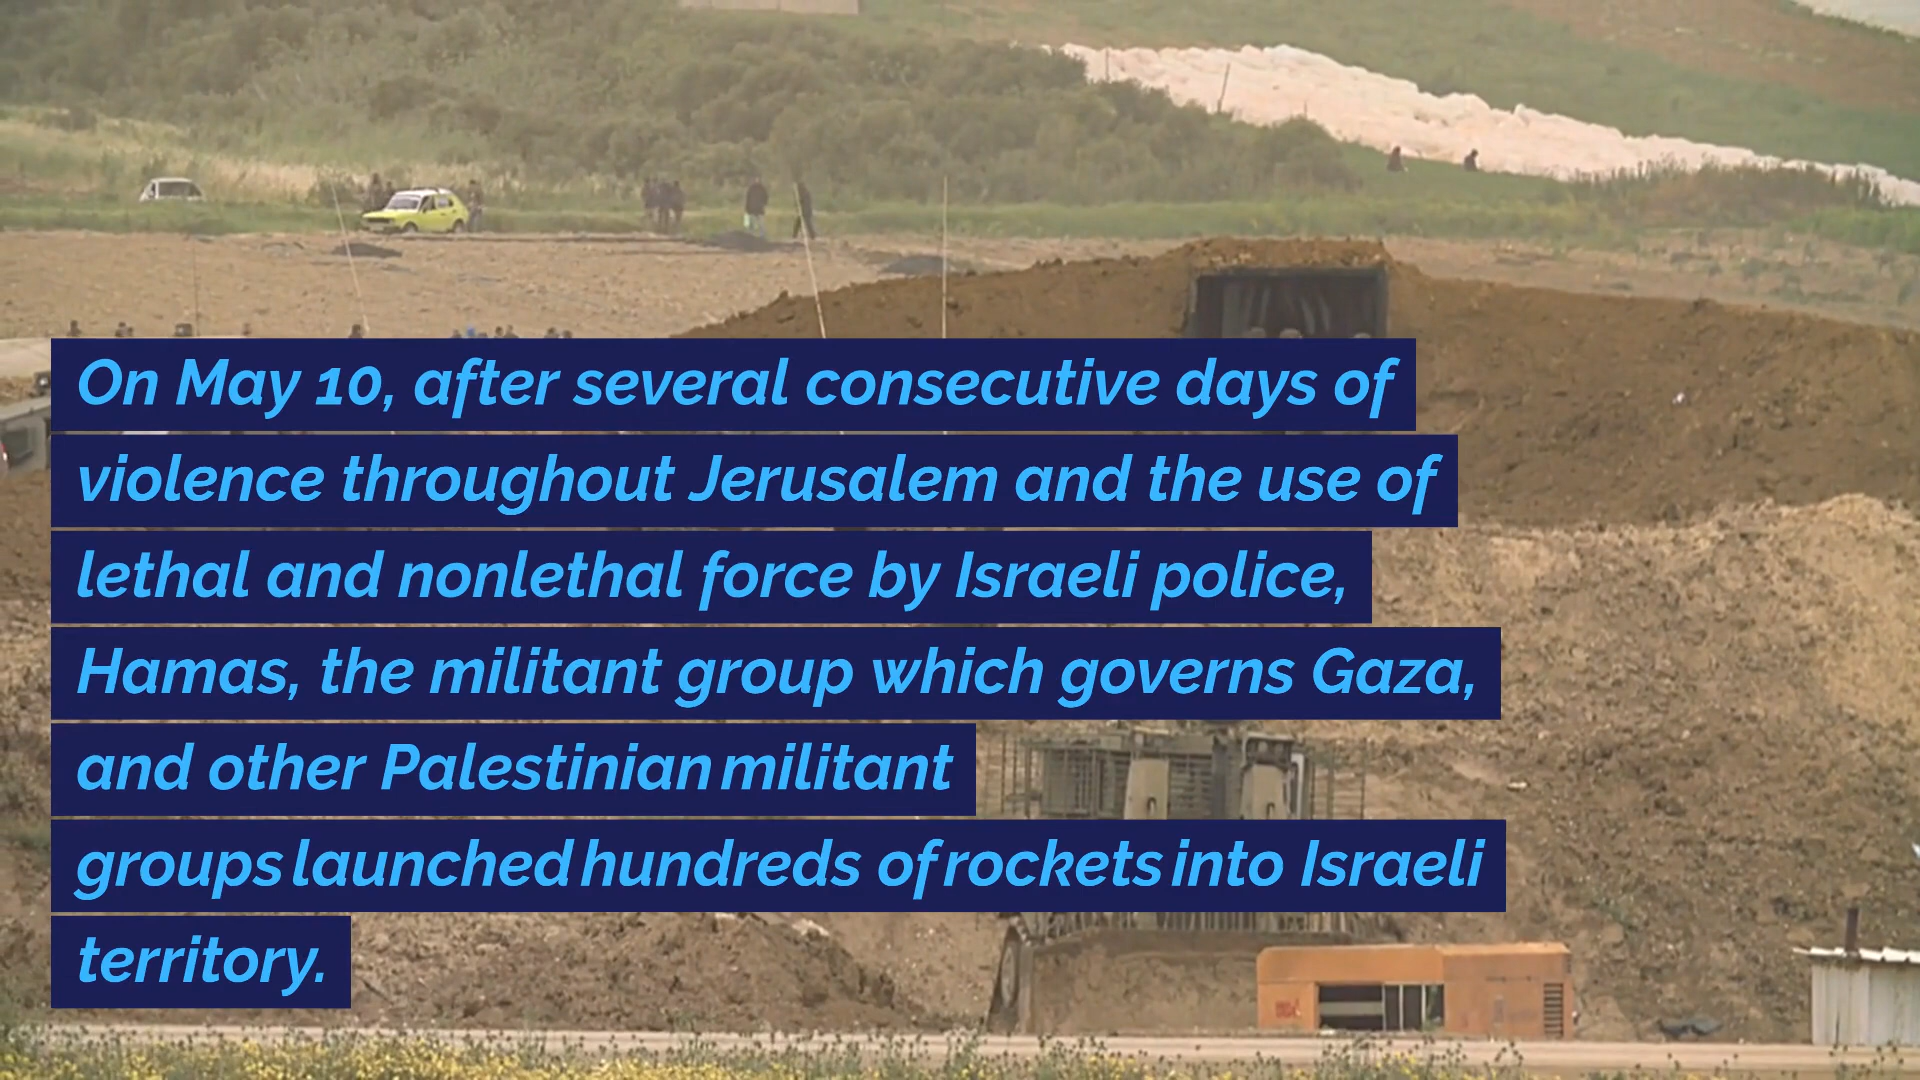 On May 10, after several consecutive days of
violence throughout Jerusalem and the use of
lethal and nonlethal force by Israeli police,
Hamas, the militant group which governs Gaza,
and other Palestinian militant
groups launched hundreds of rockets into Israeli
territory.